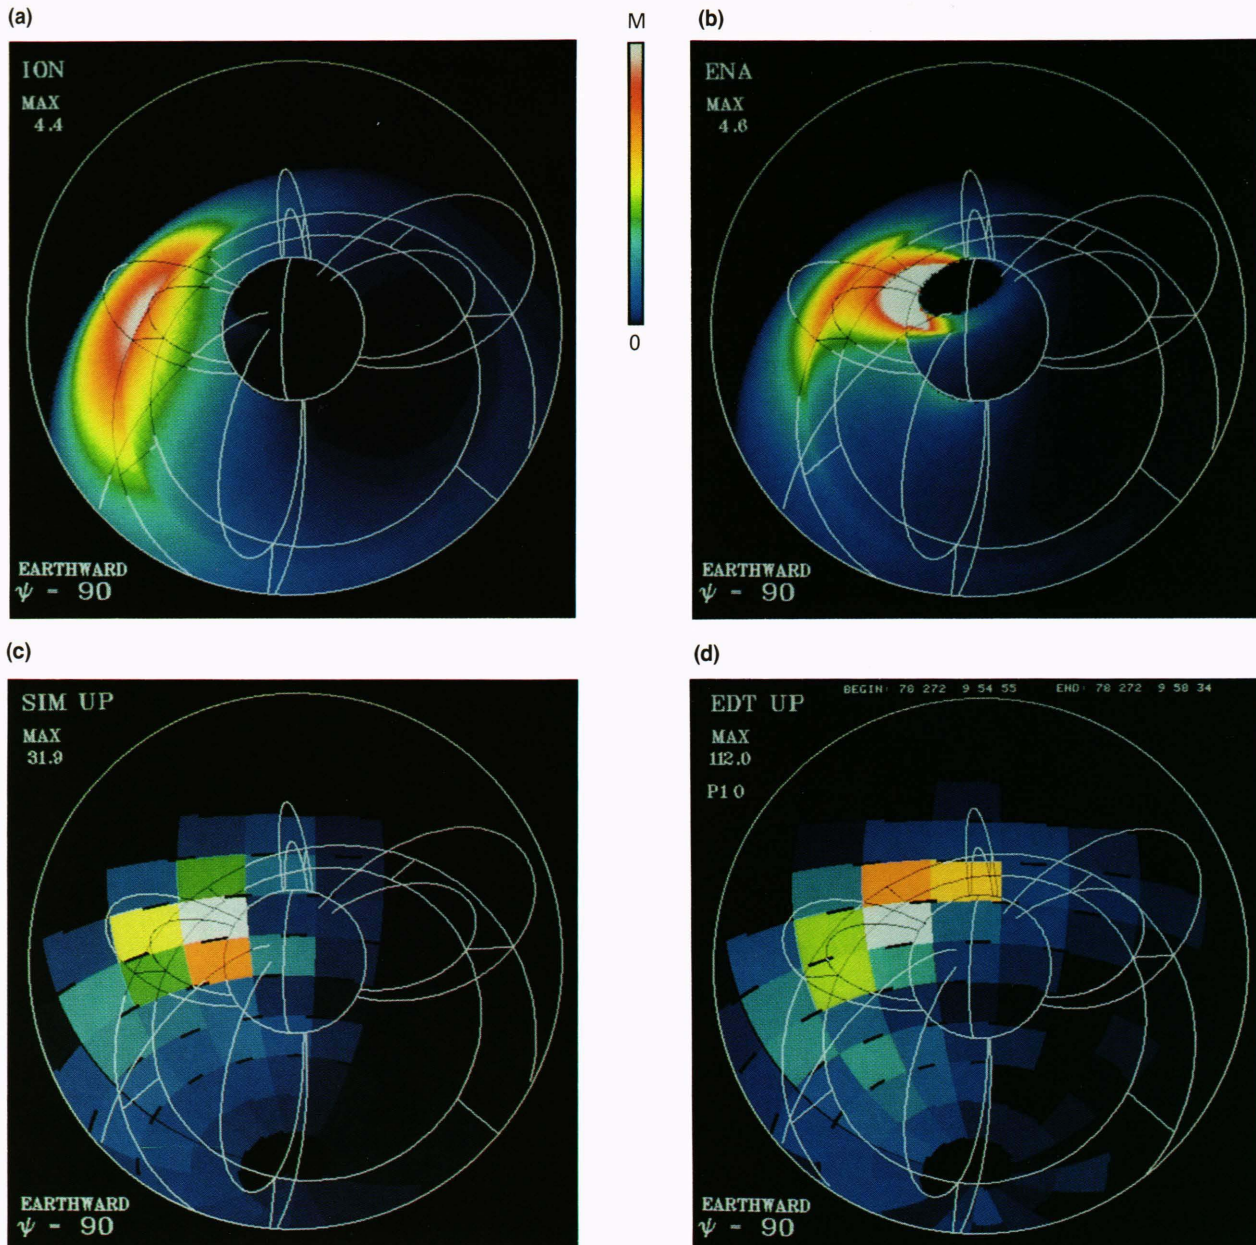 (a)
ION
MAX
4.4
EARTHWARD
ψ - 90
M
0
(b)
ENA
MAX
4.6
EARTHWARD
ψ - 90
(c)
SIM UP
MAX
31.9
EARTHWARD
ψ - 90
(d)
BEGIN: 78 272 9 54 55 END: 78 272 9 58 34
EDT UP
MAX
112.0
P10
EARTHWARD
ψ - 90